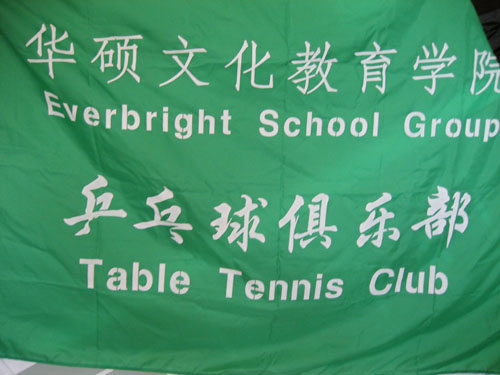 华硕文化教育学院
Everbright School Group
乒乓球俱乐部
Table Tennis Club